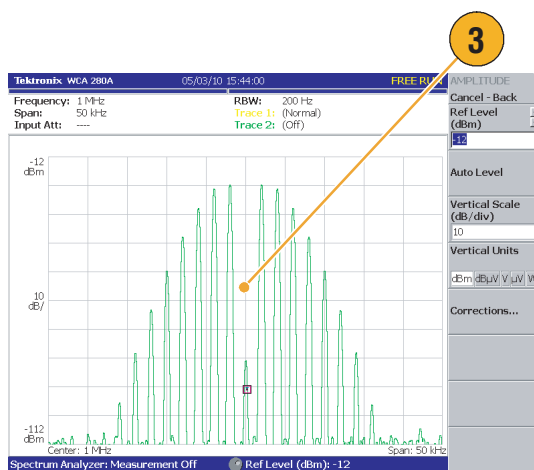 3
Tektronix WCA 280A 05/03/10 15:44:00 FREE RUN
Frequency: 1 MHz RBW: 200 Hz
Span: 50 kHz Trace 1: (Normal)
Input Att: ---- Trace 2: (Off)
-12
dBm
10
dB/
-112
dBm
Center: 1 MHz Span: 50 kHz
Spectrum Analyzer: Measurement Off Ref Level (dBm): -12
AMPLITUDE
Cancel - Back
Ref Level
(dBm)
-12
Auto Level
Vertical Scale
(dB/div)
10
Vertical Units
dBm dBµV V µV W
Corrections...